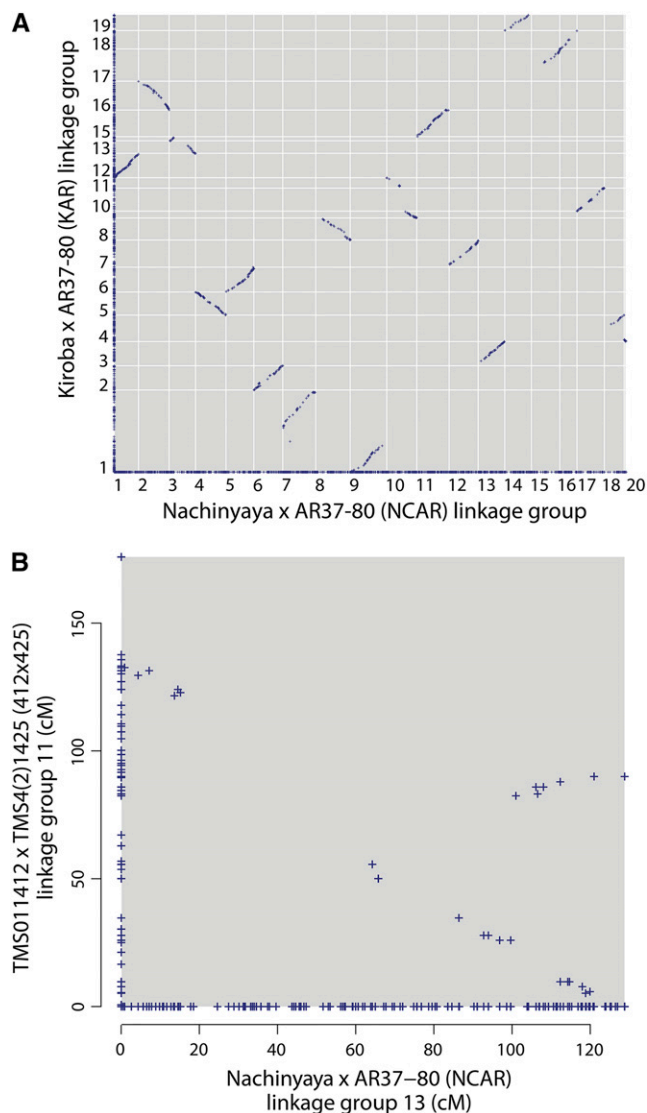 A
19
18
17
16
15
13
11
10
8
7
6
5
4
3
2
1
Kiroba x AR37-80 (KAR) linkage group
1 2 3 4 5 6 7 8 9 10 11 12 13 14 15 16 17 18 20
Nachinyaya x AR37-80 (NCAR) linkage group
B
150
100
50
0
TMS011412 x TMS4(2)1425 (412x425)
linkage group 11 (cM)
0 20 40 60 80 100 120
Nachinyaya x AR37−80 (NCAR)
linkage group 13 (cM)